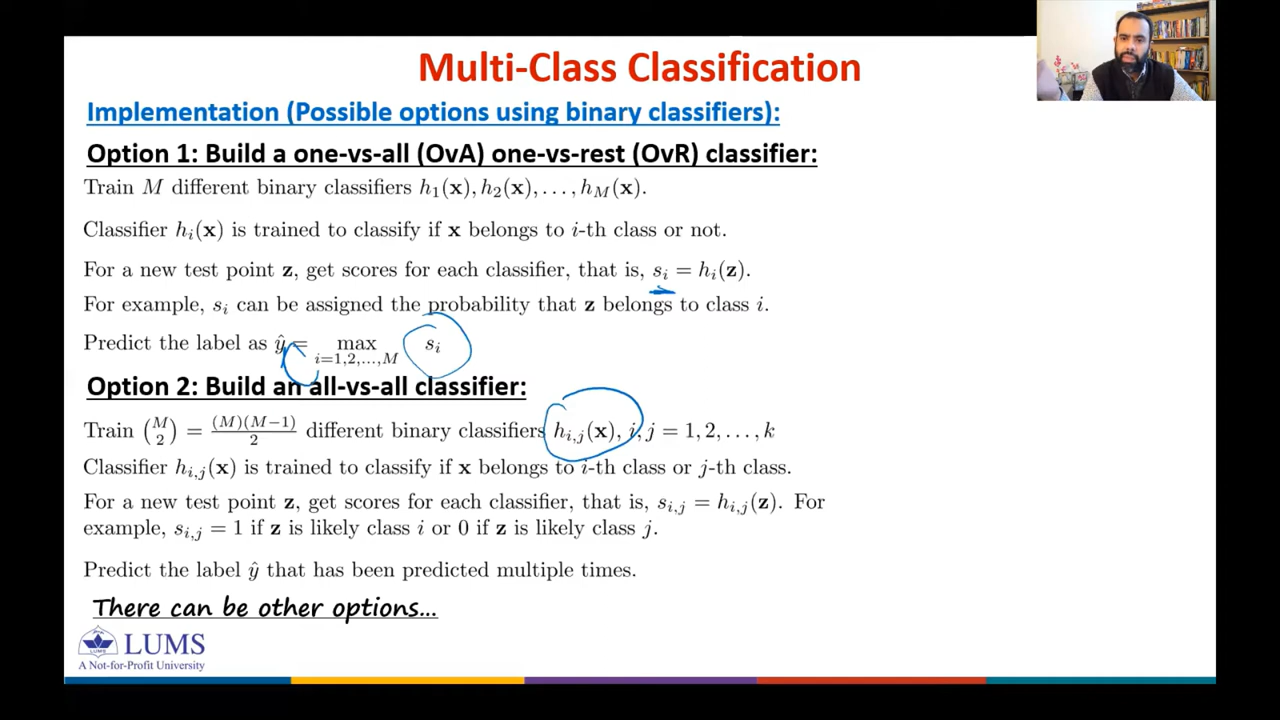 Multi-Class Classification
Implementation (Possible options using binary classifiers):
Option 1: Build a one-vs-all (OvA) one-vs-rest (OvR) classifier:
Train M different binary classifiers h₁(x), h₂(x), . . . , h_M(x).
Classifier hᵢ(x) is trained to classify if x belongs to i-th class or not.
For a new test point z, get scores for each classifier, that is, sᵢ = hᵢ(z).
For example, sᵢ can be assigned the probability that z belongs to class i.
Predict the label as ŷ = max_{i=1,2,...,M} sᵢ
Option 2: Build an all-vs-all classifier:
Train (M 2) = (M)(M−1)/2 different binary classifiers h_{i,j}(x), i, j = 1, 2, . . . , k
Classifier h_{i,j}(x) is trained to classify if x belongs to i-th class or j-th class.
For a new test point z, get scores for each classifier, that is, s_{i,j} = h_{i,j}(z). For
example, s_{i,j} = 1 if z is likely class i or 0 if z is likely class j.
Predict the label ŷ that has been predicted multiple times.
There can be other options...
LUMS
A Not-for-Profit University